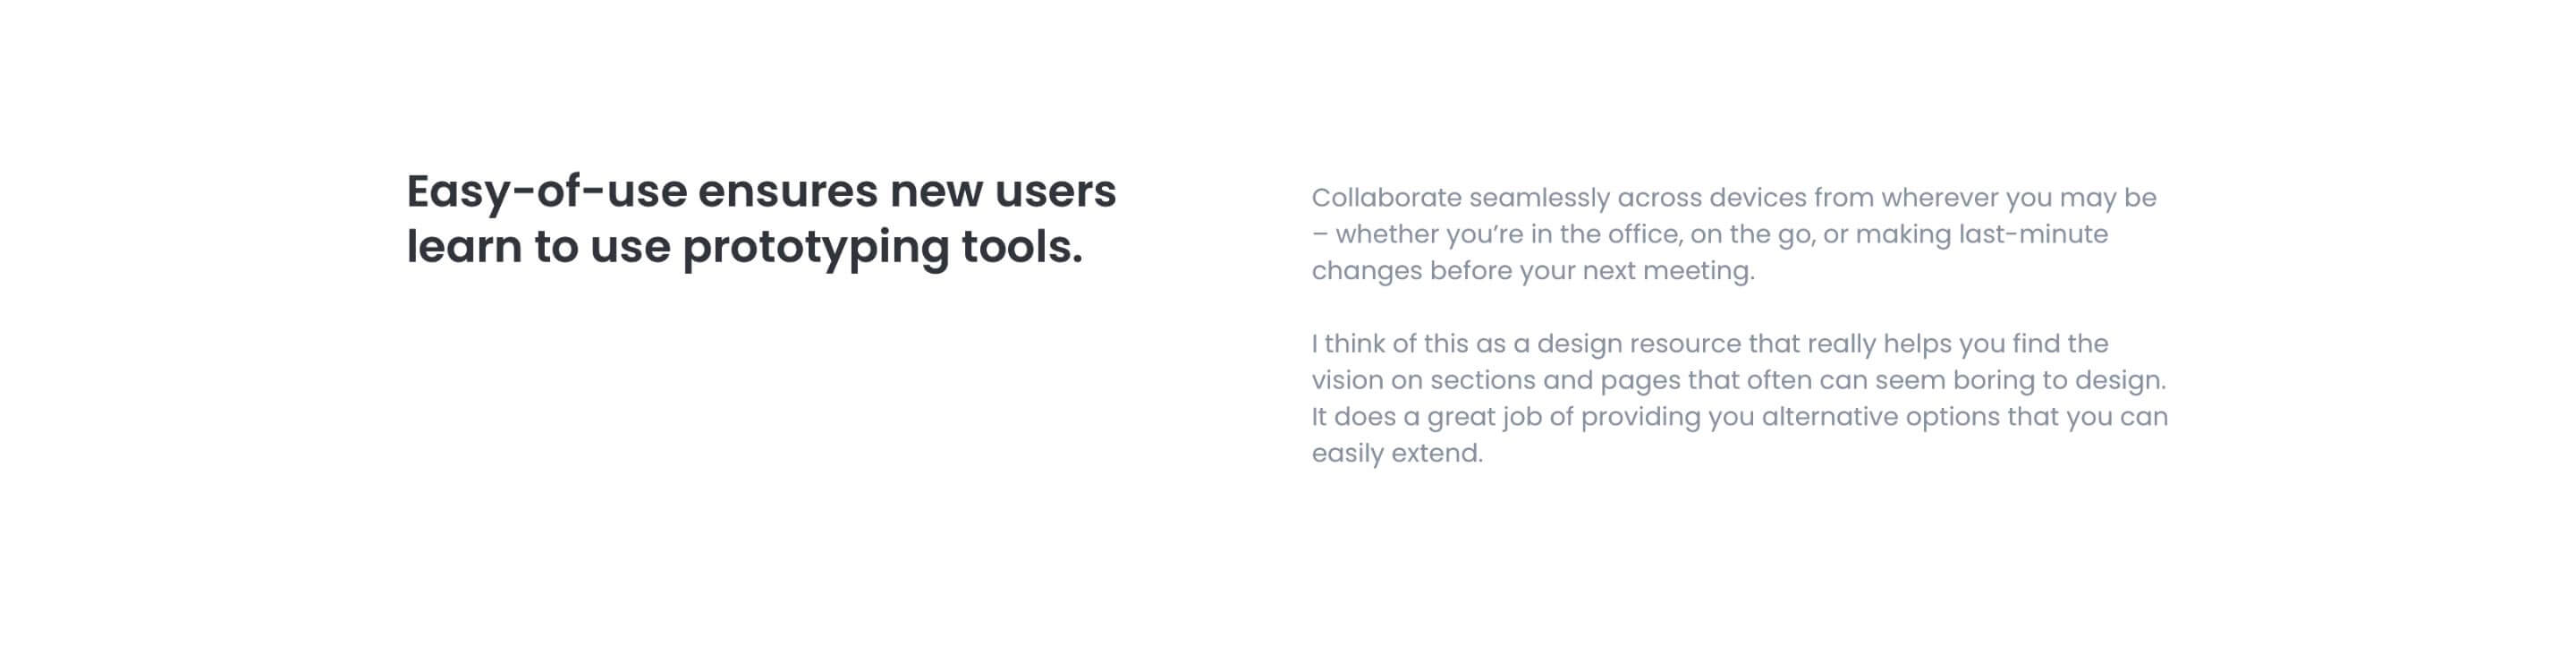 Easy-of-use ensures new users
learn to use prototyping tools.
Collaborate seamlessly across devices from wherever you may be
– whether you’re in the office, on the go, or making last-minute
changes before your next meeting.
I think of this as a design resource that really helps you find the
vision on sections and pages that often can seem boring to design.
It does a great job of providing you alternative options that you can
easily extend.